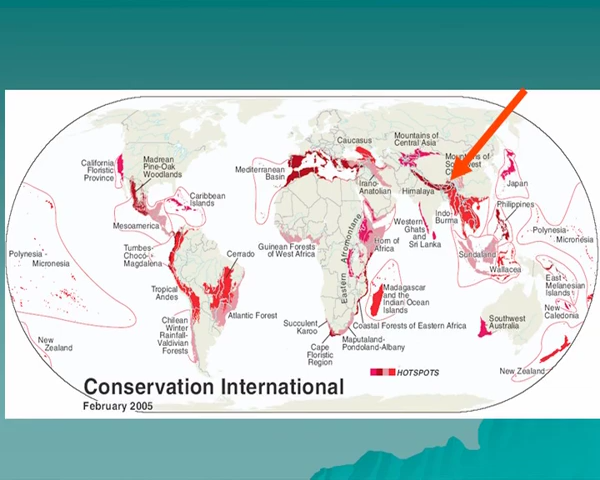 Caucasus
Mountains of
Central Asia
Mountains of
California
Floristic
Province
Madrean
Pine-Oak
Woodlands
Mediterranean
Basin
Irano-
Anatolian
Himalaya
Japan
Caribbean
Islands
Mesoamerica
Western
Ghats
and
Sri Lanka
Indo-
Burma
Philippines
Polynesia -
Micronesia
Tumbes-
Chocó-
Magdalena
Cerrado
Guinean Forests
of West Africa
Eastern Afromontane
Horn of
Africa
Sundaland
Wallacea
Polynesia -
Micronesia
Tropical
Andes
Madagascar
and the
Indian Ocean
Islands
East
Melanesian
Islands
New
Caledonia
Chilean
Winter
Rainfall-
Valdivian
Forests
Atlantic Forest
Succulent
Karoo
Coastal Forests of Eastern Africa
Southwest
Australia
New
Zealand
Cape
Floristic
Region
Maputaland-
Pondoland-Albany
New Zealand
HOTSPOTS
Conservation International
February 2005